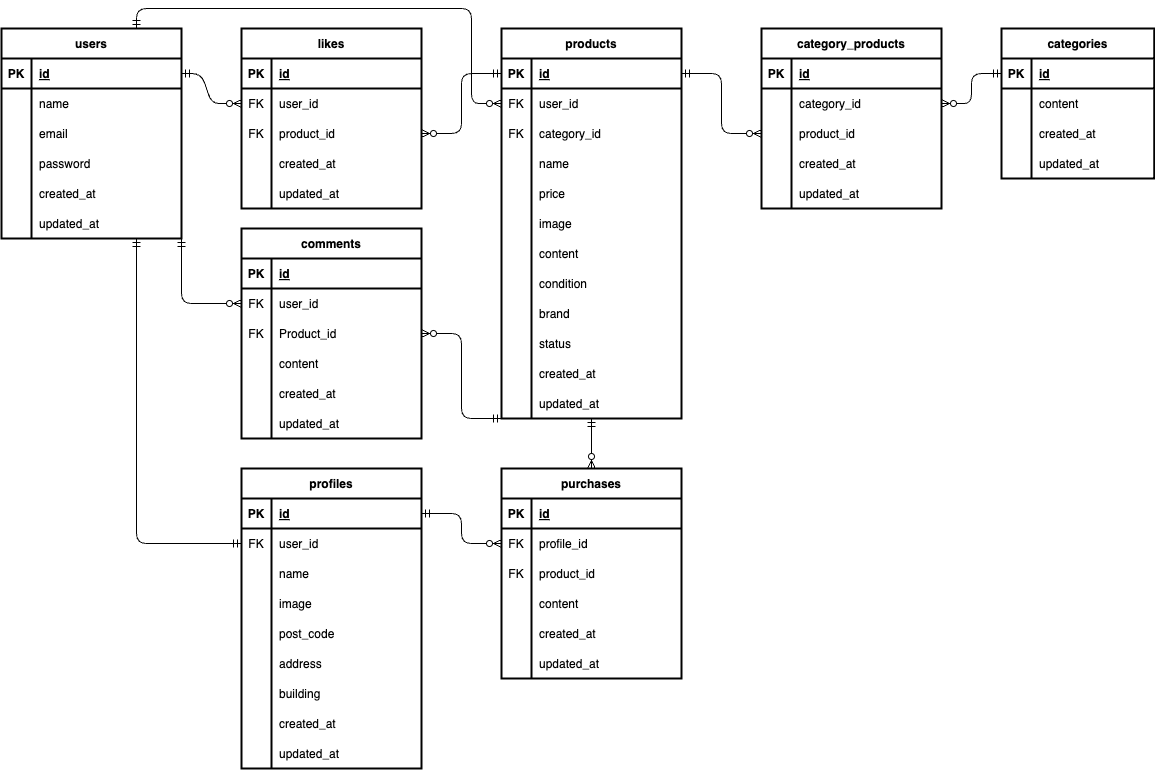 users
PK id
name
email
password
created_at
updated_at
likes
PK id
FK user_id
FK product_id
created_at
updated_at
products
PK id
FK user_id
FK category_id
name
price
image
content
condition
brand
status
created_at
updated_at
category_products
PK id
category_id
product_id
created_at
updated_at
categories
PK id
content
created_at
updated_at
comments
PK id
FK user_id
FK Product_id
content
created_at
updated_at
profiles
PK id
FK user_id
name
image
post_code
address
building
created_at
updated_at
purchases
PK id
FK profile_id
FK product_id
content
created_at
updated_at